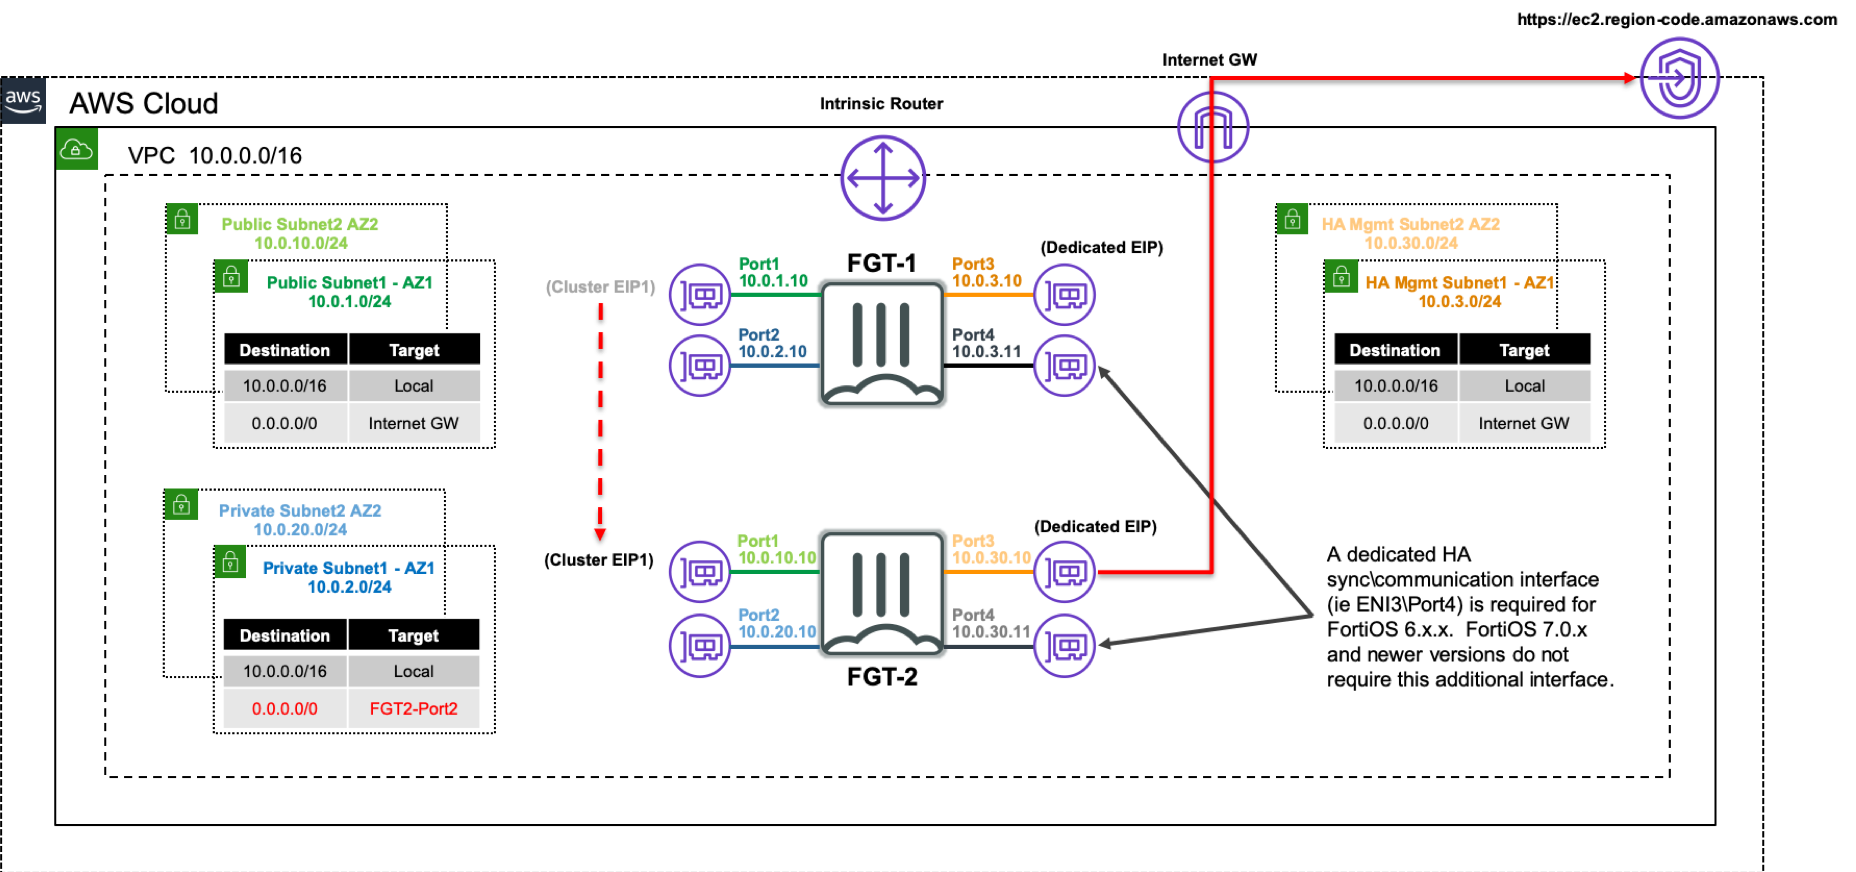 https://ec2.region-code.amazonaws.com
Internet GW
aws
AWS Cloud
Intrinsic Router
VPC 10.0.0.0/16
Public Subnet2 AZ2
10.0.10.0/24
Public Subnet1 - AZ1
10.0.1.0/24
Destination Target
10.0.0.0/16 Local
0.0.0.0/0 Internet GW
Private Subnet2 AZ2
10.0.20.0/24
Private Subnet1 - AZ1
10.0.2.0/24
Destination Target
10.0.0.0/16 Local
0.0.0.0/0 FGT2-Port2
(Cluster EIP1)
(Cluster EIP1)
FGT-1
(Dedicated EIP)
Port1
10.0.1.10
Port2
10.0.2.10
Port3
10.0.3.10
Port4
10.0.3.11
(Dedicated EIP)
Port1
10.0.10.10
Port2
10.0.20.10
Port3
10.0.30.10
Port4
10.0.30.11
FGT-2
HA Mgmt Subnet2 AZ2
10.0.30.0/24
HA Mgmt Subnet1 - AZ1
10.0.3.0/24
Destination Target
10.0.0.0/16 Local
0.0.0.0/0 Internet GW
A dedicated HA
sync\communication interface
(ie ENI3\Port4) is required for
FortiOS 6.x.x. FortiOS 7.0.x
and newer versions do not
require this additional interface.